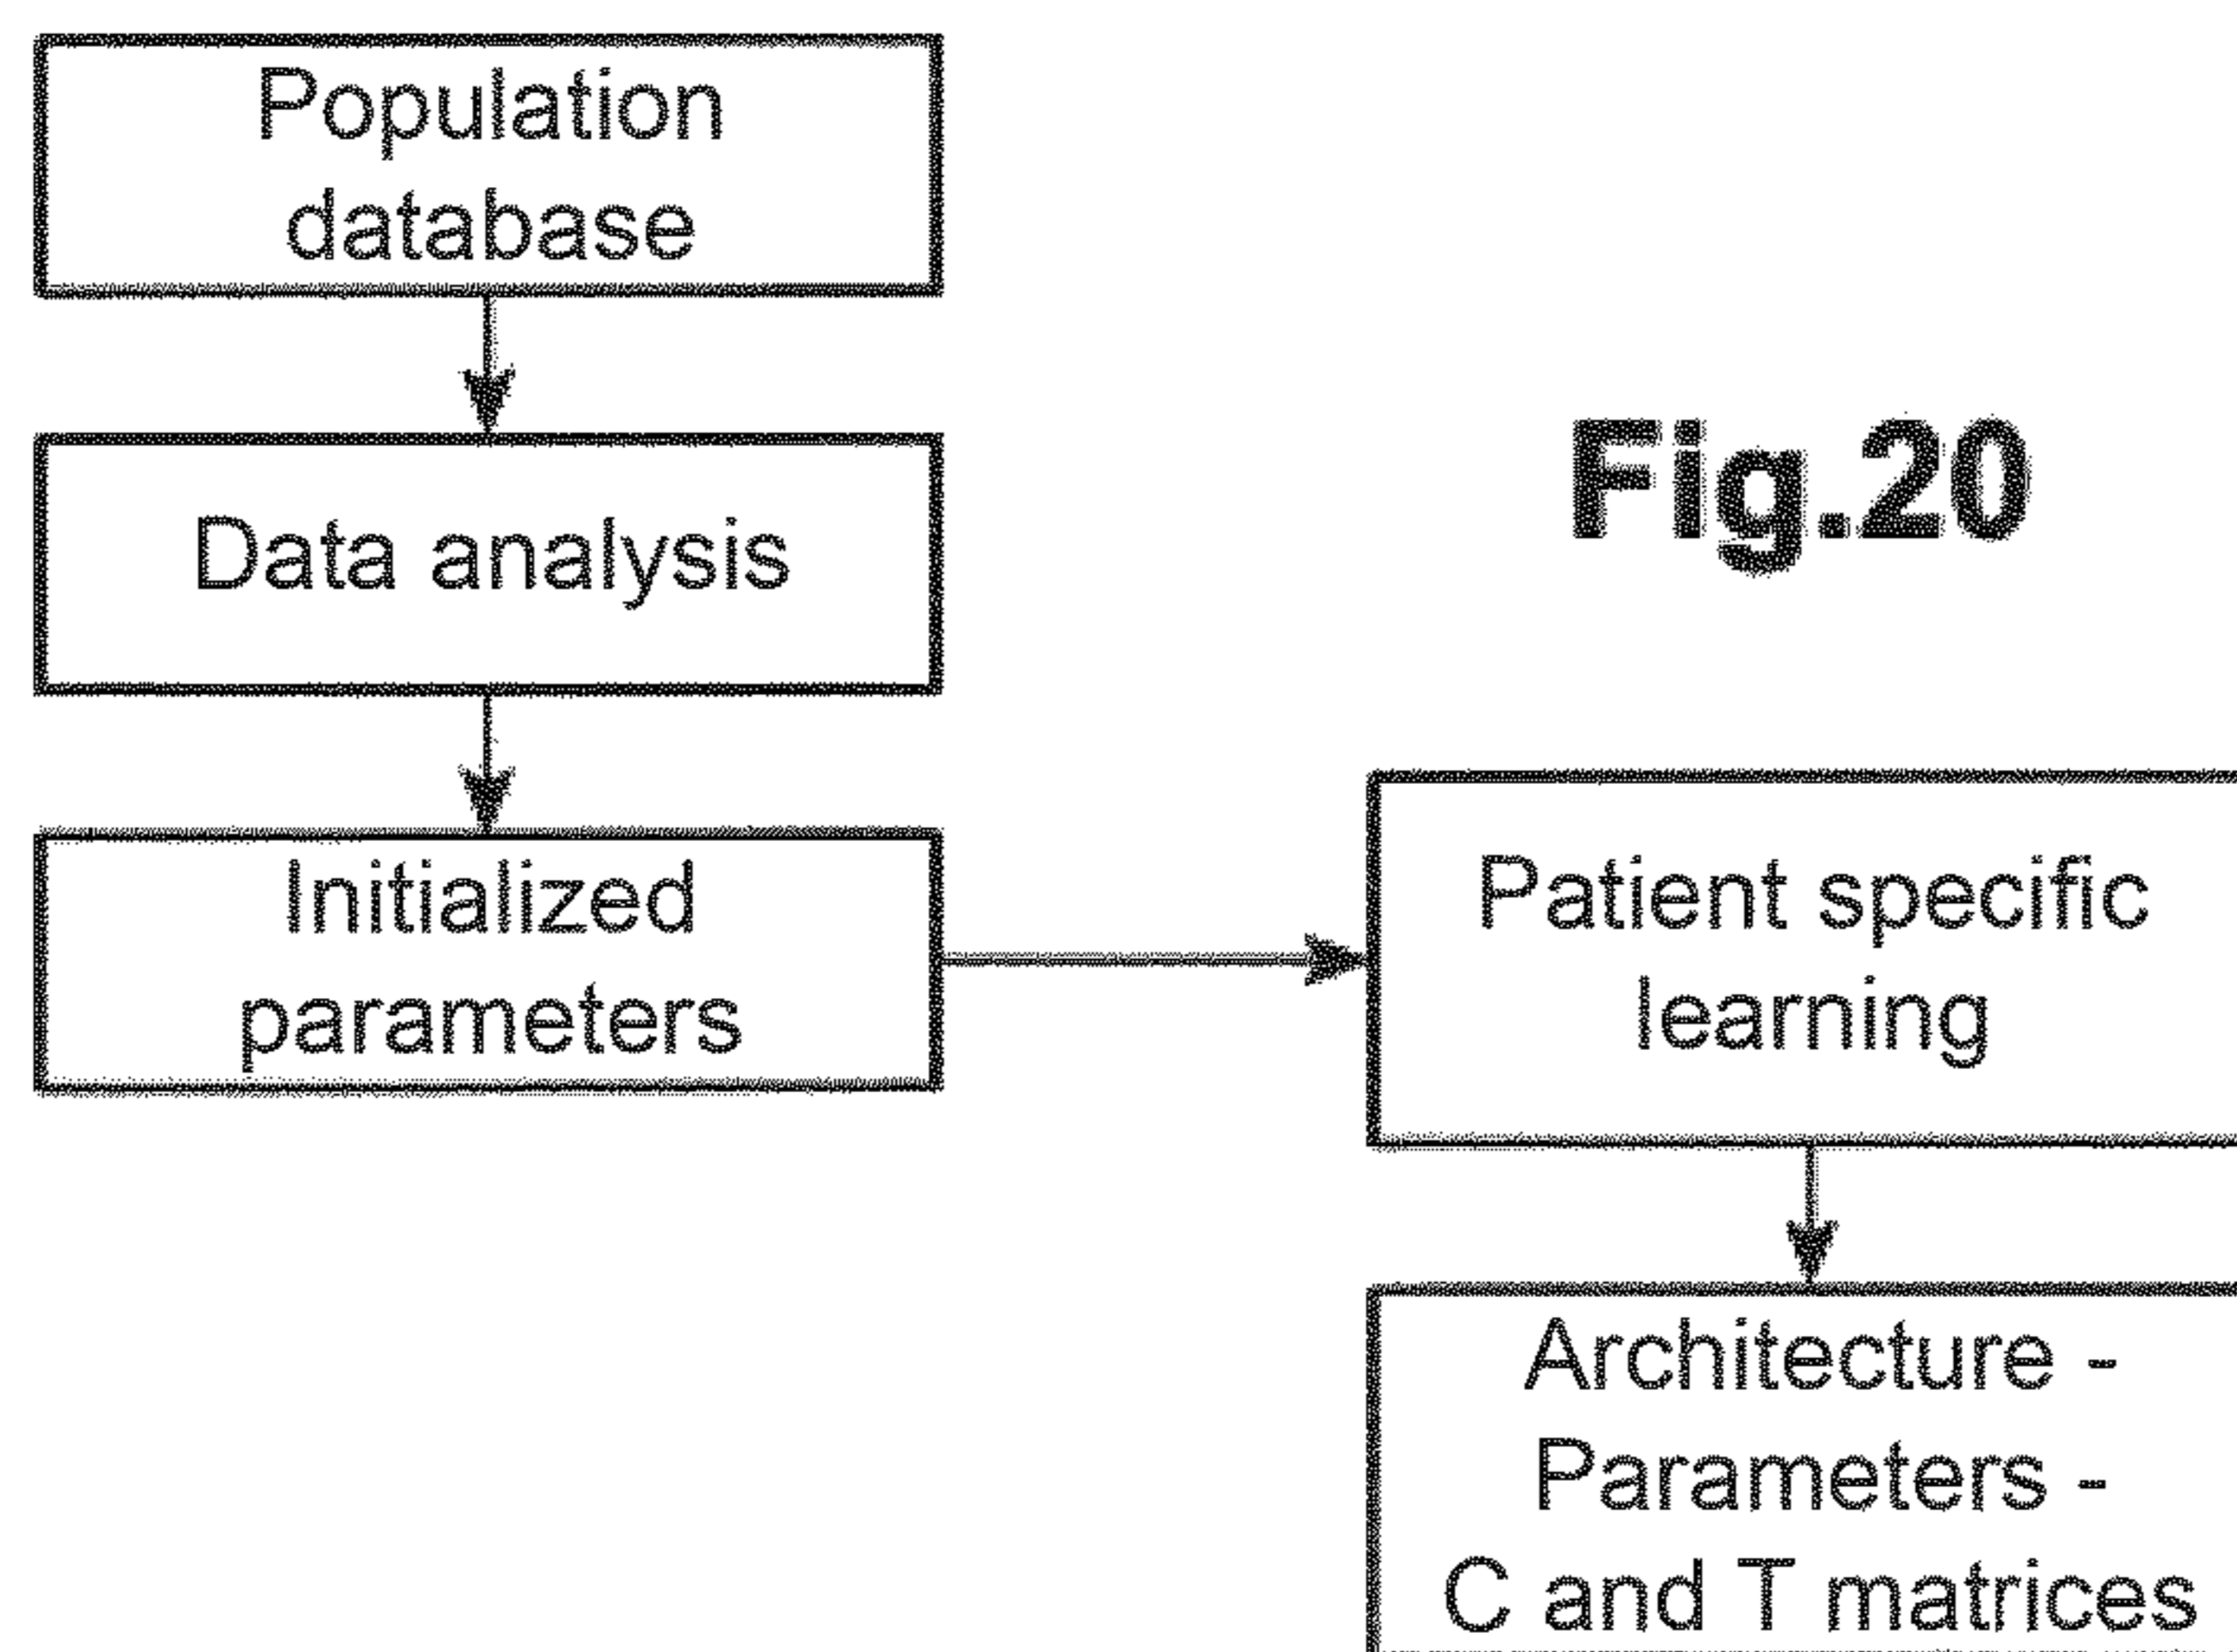 Population
database
Data analysis
Fig.20
Initialized
parameters
Patient specific
learning
Architecture -
Parameters -
C and T matrices